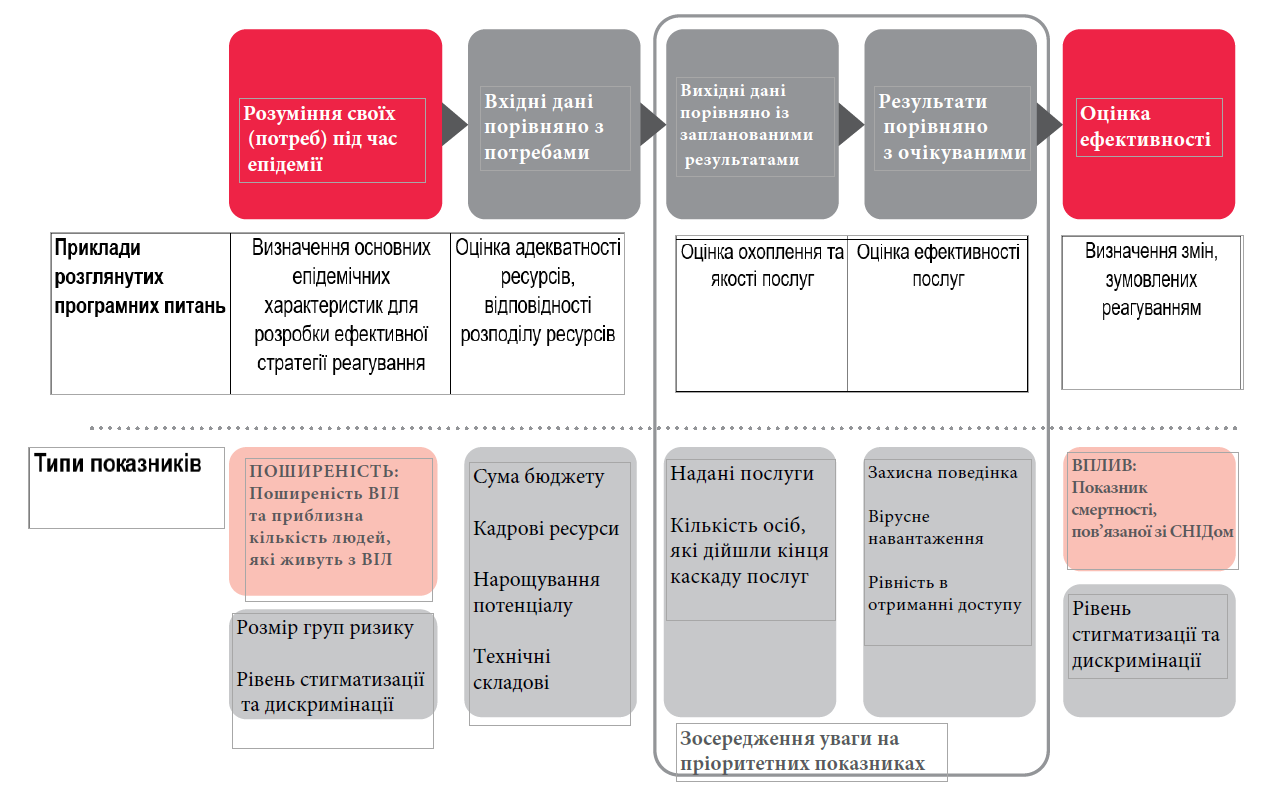 Розуміння своїх
(потреб) під час
епідемії
Вхідні дані
порівняно з
потребами
Вихідні дані
порівняно із
запланованими
результатами
Результати
порівняно
з очікуваними
Оцінка
ефективності
Приклади
розглянутих
програмних питань
Визначення основних
епідемічних
характеристик для
розробки ефективної
стратегії реагування
Оцінка адекватності
ресурсів,
відповідності
розподілу ресурсів
Оцінка охоплення та
якості послуг
Оцінка ефективності
послуг
Визначення змін,
зумовлених
реагуванням
Типи показників
ПОШИРЕНІСТЬ:
Поширеність ВІЛ
та приблизна
кількість людей,
які живуть з ВІЛ
Розмір груп ризику
Рівень стигматизації
та дискримінації
Сума бюджету
Кадрові ресурси
Нарощування
потенціалу
Технічні
складові
Надані послуги
Кількість осіб,
які дійшли кінця
каскаду послуг
Захисна поведінка
Вірусне
навантаження
Рівність в
отриманні доступу
ВПЛИВ:
Показник
смертності,
пов’язаної зі СНІДом
Рівень
стигматизації та
дискримінації
Зосередження уваги на
пріоритетних показниках